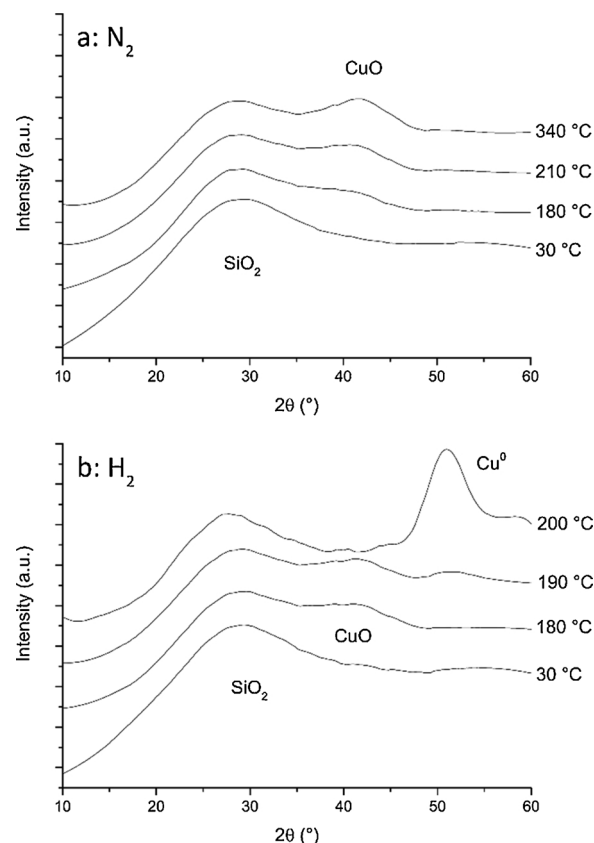 a: N₂
CuO
340 °C
210 °C
180 °C
30 °C
SiO₂
Intensity (a.u.)
10 20 30 40 50 60
2θ (°)
b: H₂
Cu⁰
200 °C
190 °C
180 °C
CuO
30 °C
SiO₂
Intensity (a.u.)
10 20 30 40 50 60
2θ (°)